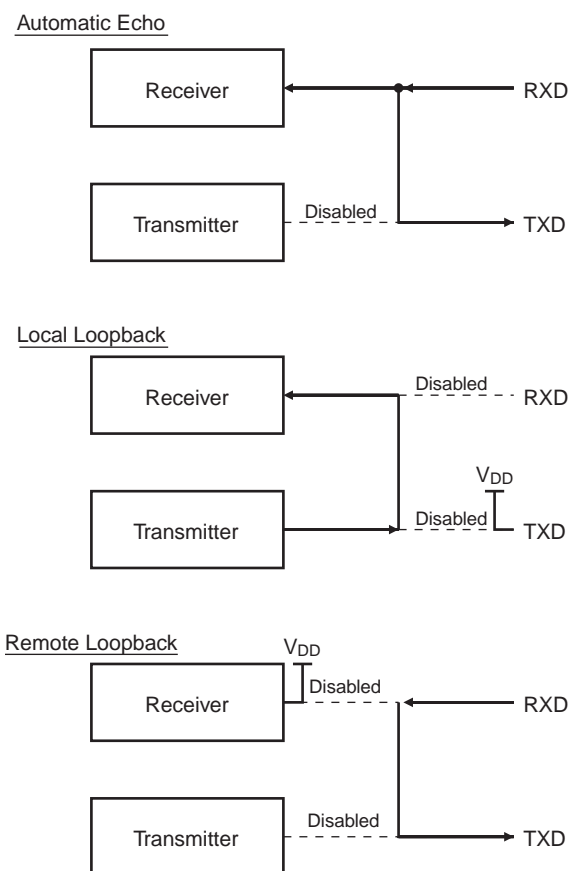 Automatic Echo
Receiver
RXD
Transmitter
Disabled
TXD
Local Loopback
Receiver
Disabled
RXD
VDD
Transmitter
Disabled
TXD
Remote Loopback
VDD
Receiver
Disabled
RXD
Transmitter
Disabled
TXD